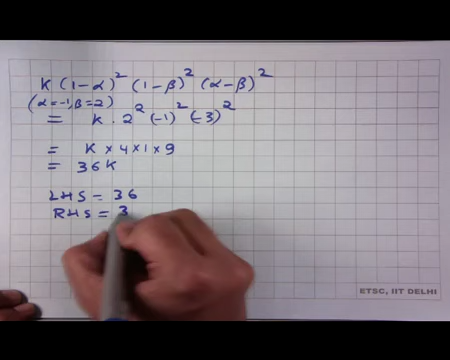 K (1-α)² (1-β)² (α-β)²
(α=-1, β=2)
= K . 2² (-1)² (-3)²
= K × 4 × 1 × 9
= 36K
LHS = 36
RHS = 3
ETSC, IIT DELHI